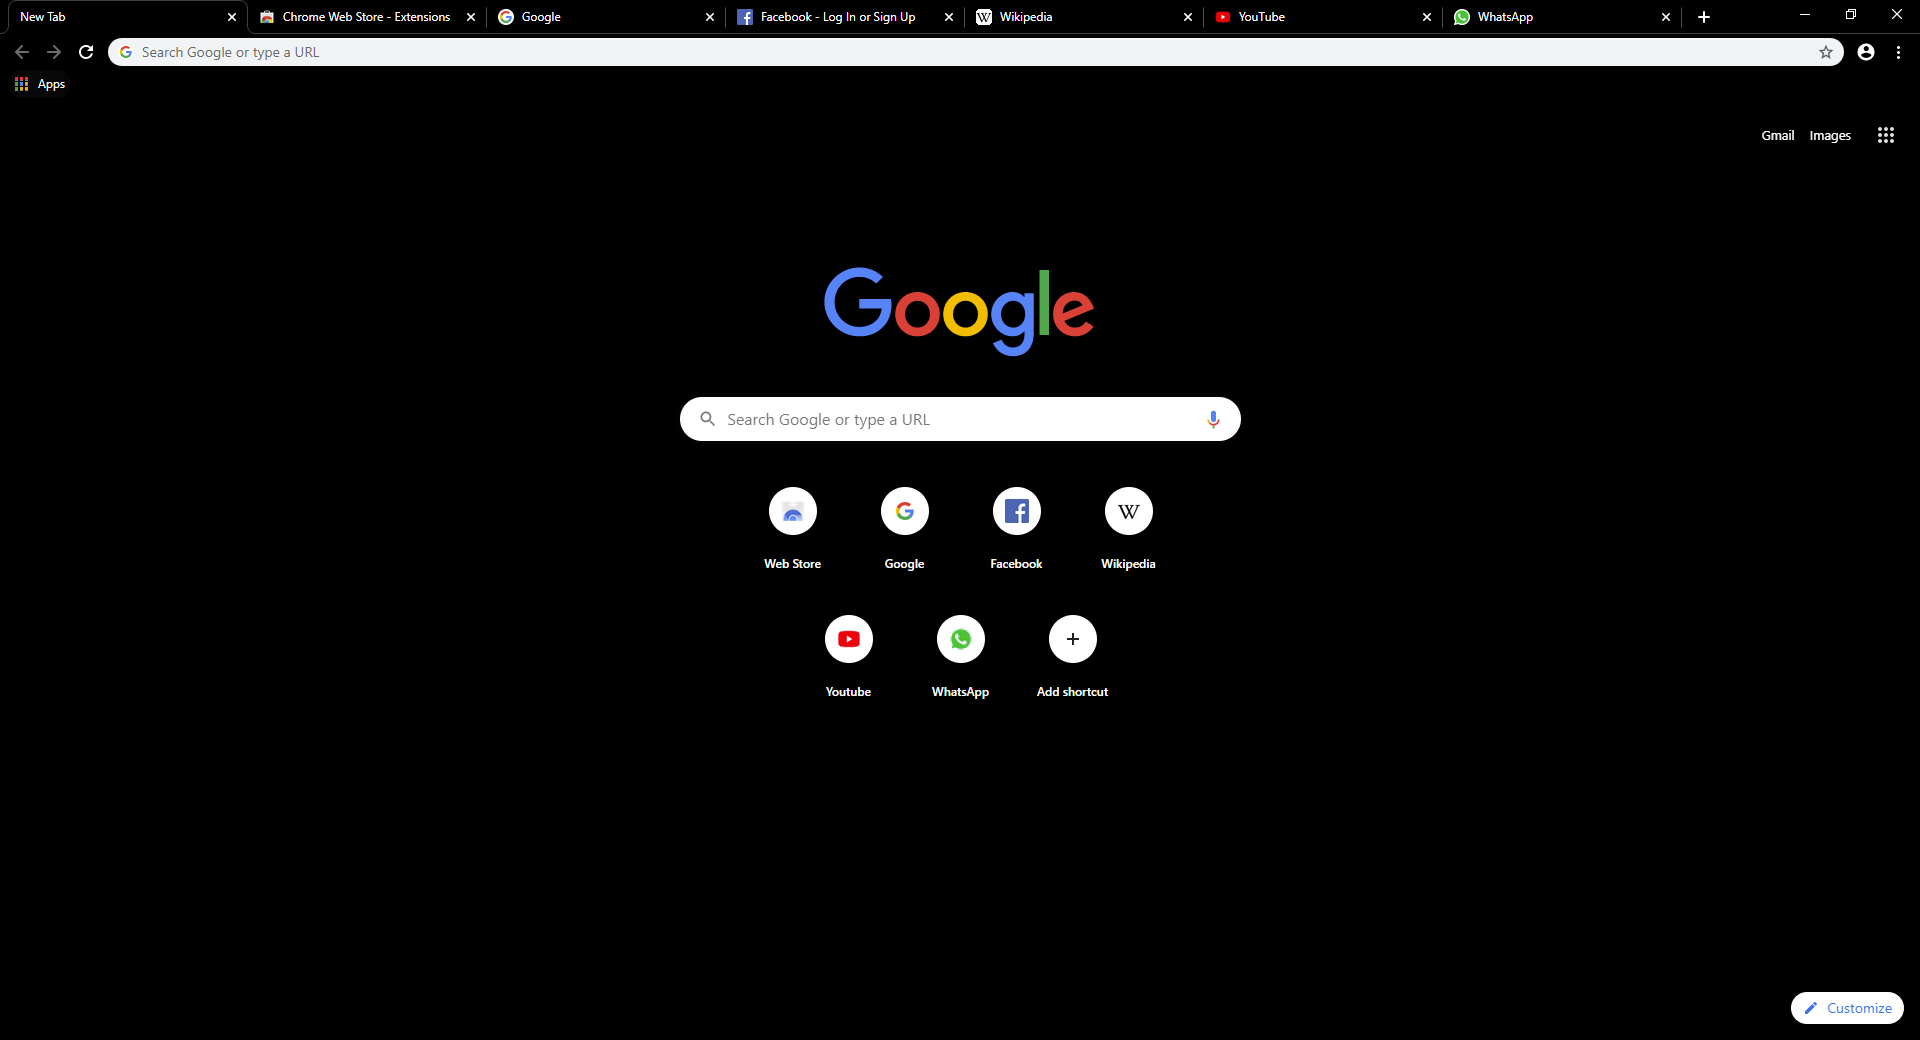 New Tab
Chrome Web Store - Extensions
Google
Facebook - Log In or Sign Up
Wikipedia
YouTube
WhatsApp
Search Google or type a URL
Apps
Gmail Images
Google
Search Google or type a URL
Web Store Google Facebook Wikipedia
Youtube WhatsApp Add shortcut
Customize